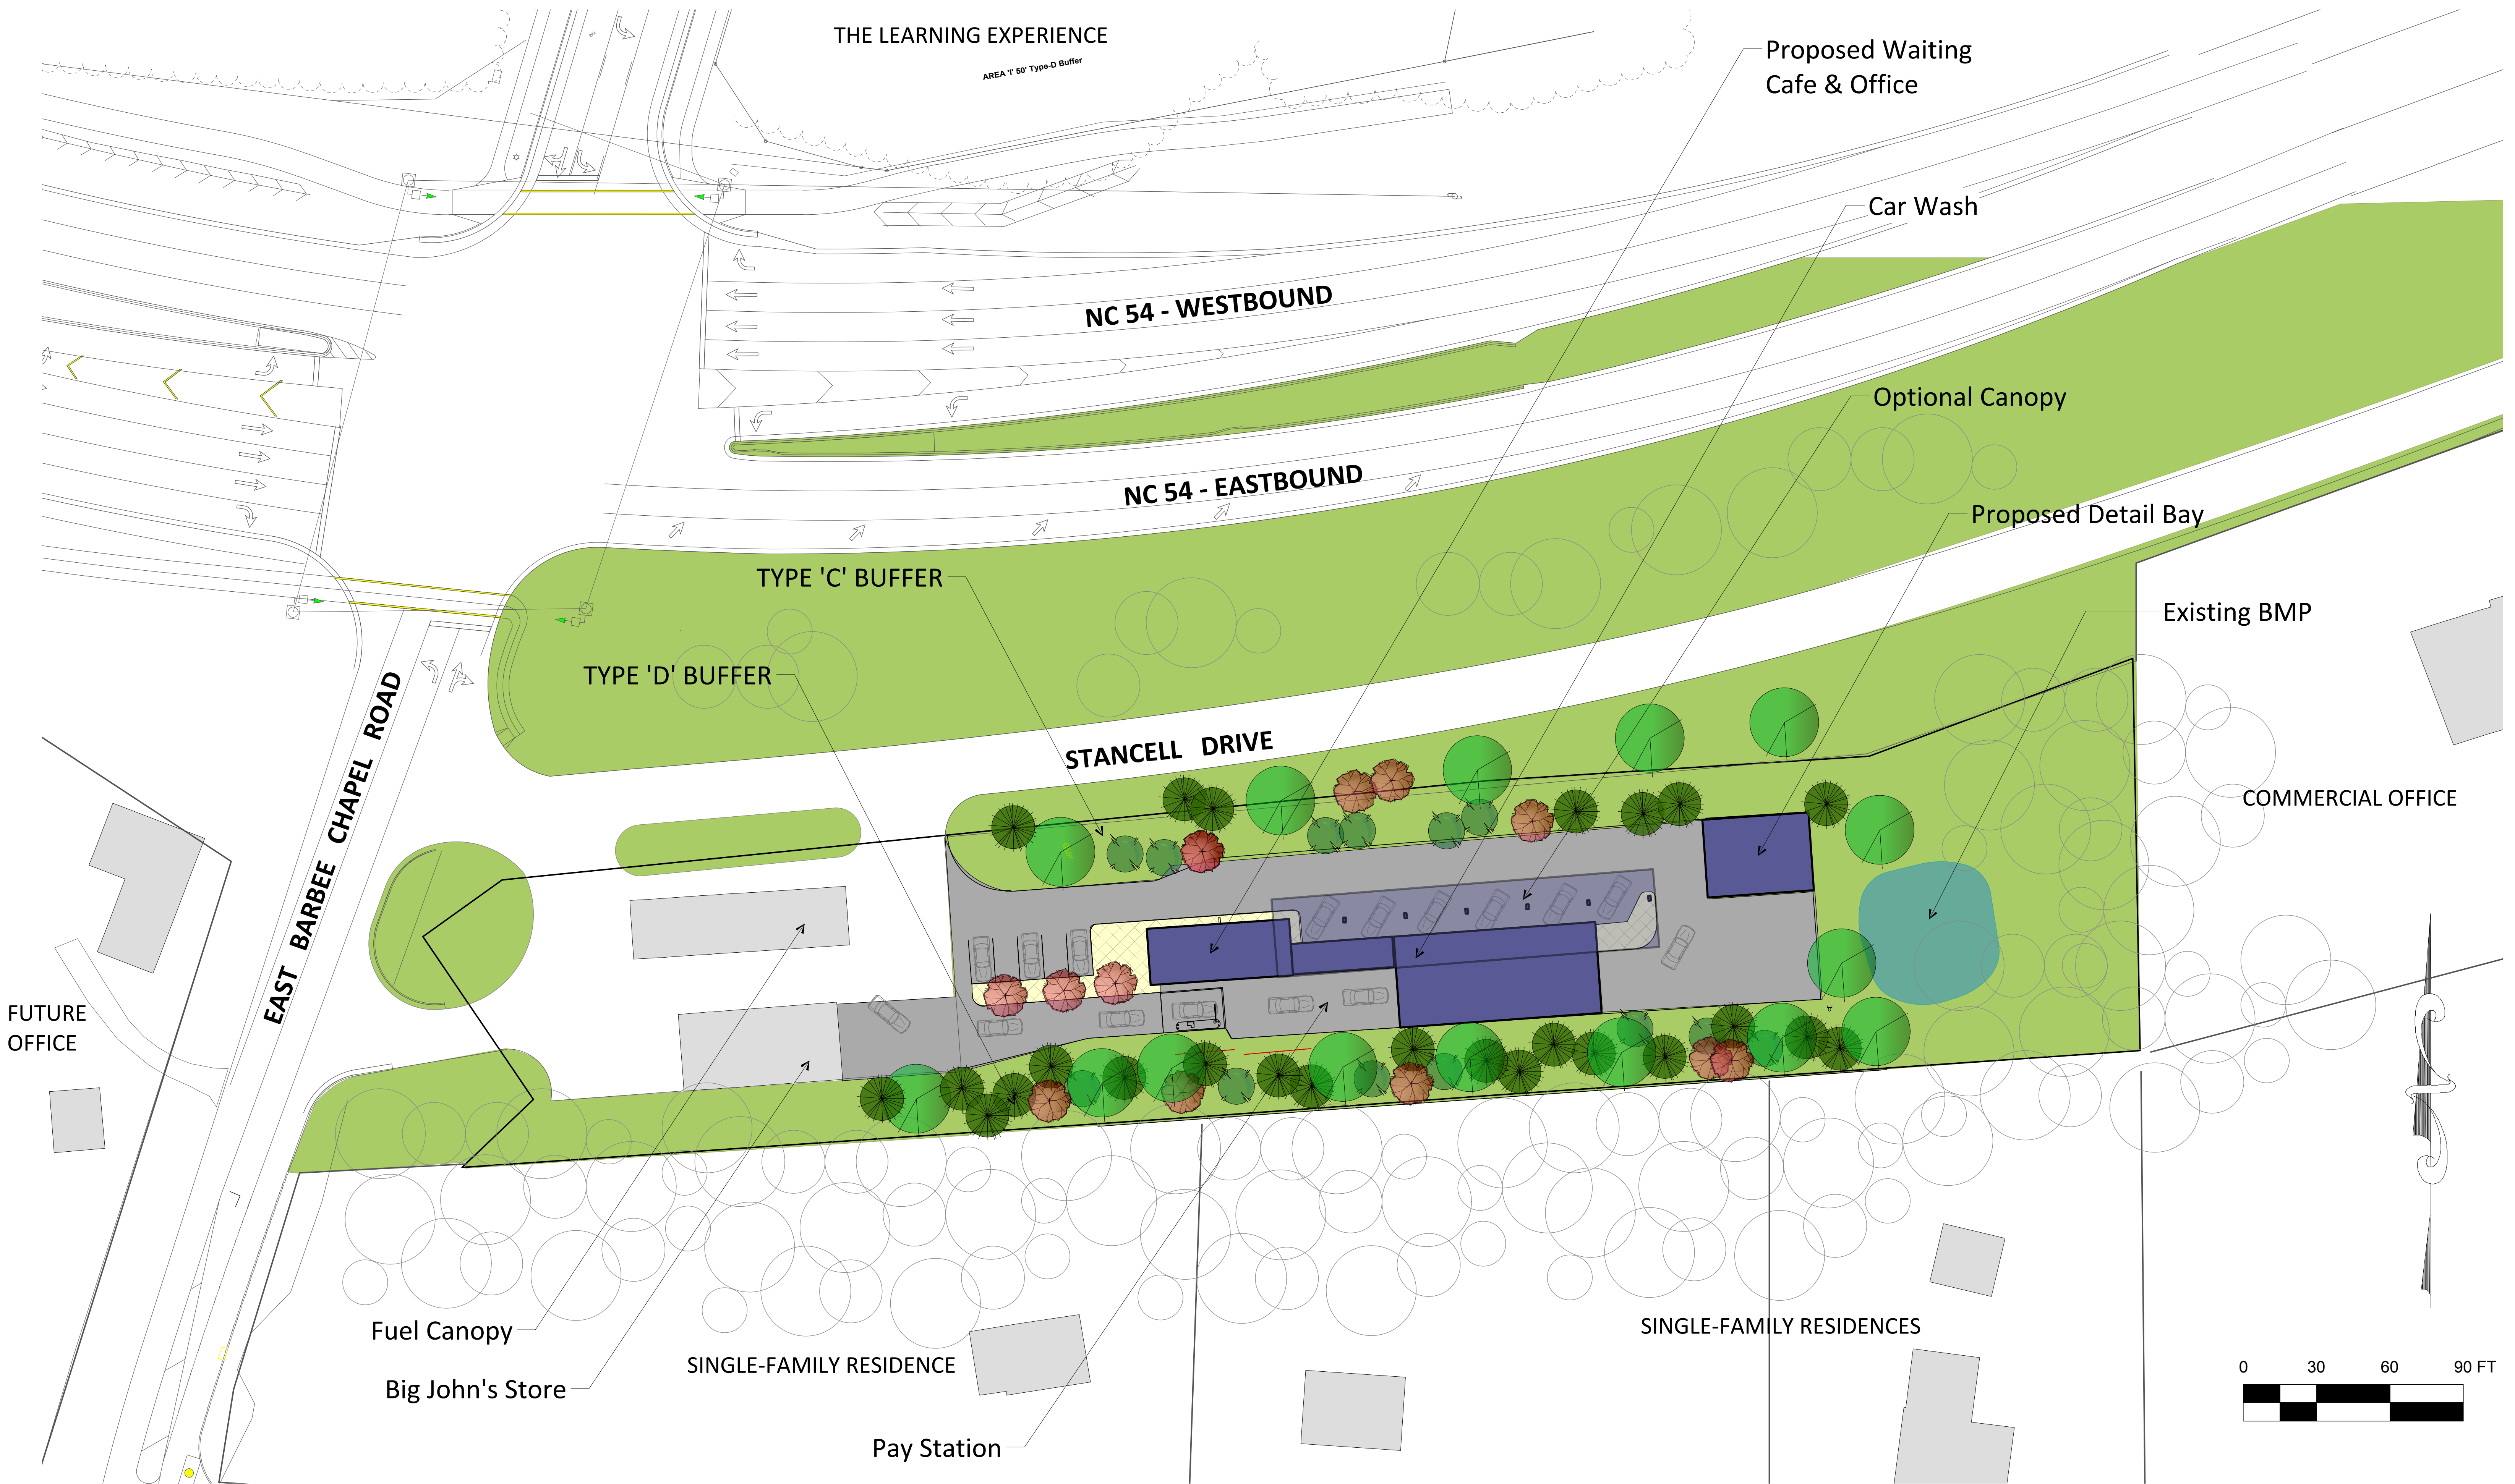 THE LEARNING EXPERIENCE
AREA 'I' 50' Type-D Buffer
Proposed Waiting
Cafe & Office
Car Wash
NC 54 - WESTBOUND
Optional Canopy
NC 54 - EASTBOUND
Proposed Detail Bay
TYPE 'C' BUFFER
Existing BMP
TYPE 'D' BUFFER
STANCELL DRIVE
EAST BARBEE CHAPEL ROAD
COMMERCIAL OFFICE
FUTURE
OFFICE
Fuel Canopy
SINGLE-FAMILY RESIDENCE
SINGLE-FAMILY RESIDENCES
Big John's Store
Pay Station
0 30 60 90 FT